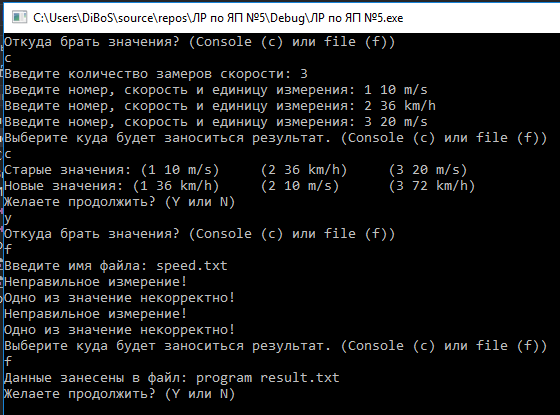 C:\Users\DiBoS\source\repos\ЛР по ЯП №5\Debug\ЛР по ЯП №5.exe
Откуда брать значения? (Console (c) или file (f))
c
Введите количество замеров скорости: 3
Введите номер, скорость и единицу измерения: 1 10 m/s
Введите номер, скорость и единицу измерения: 2 36 km/h
Введите номер, скорость и единицу измерения: 3 20 m/s
Выберите куда будет заноситься результат. (Console (c) или file (f))
c
Старые значения: (1 10 m/s) (2 36 km/h) (3 20 m/s)
Новые значения: (1 36 km/h) (2 10 m/s) (3 72 km/h)
Желаете продолжить? (Y или N)
y
Откуда брать значения? (Console (c) или file (f))
f
Введите имя файла: speed.txt
Неправильное измерение!
Одно из значение некорректно!
Неправильное измерение!
Одно из значение некорректно!
Выберите куда будет заноситься результат. (Console (c) или file (f))
f
Данные занесены в файл: program result.txt
Желаете продолжить? (Y или N)